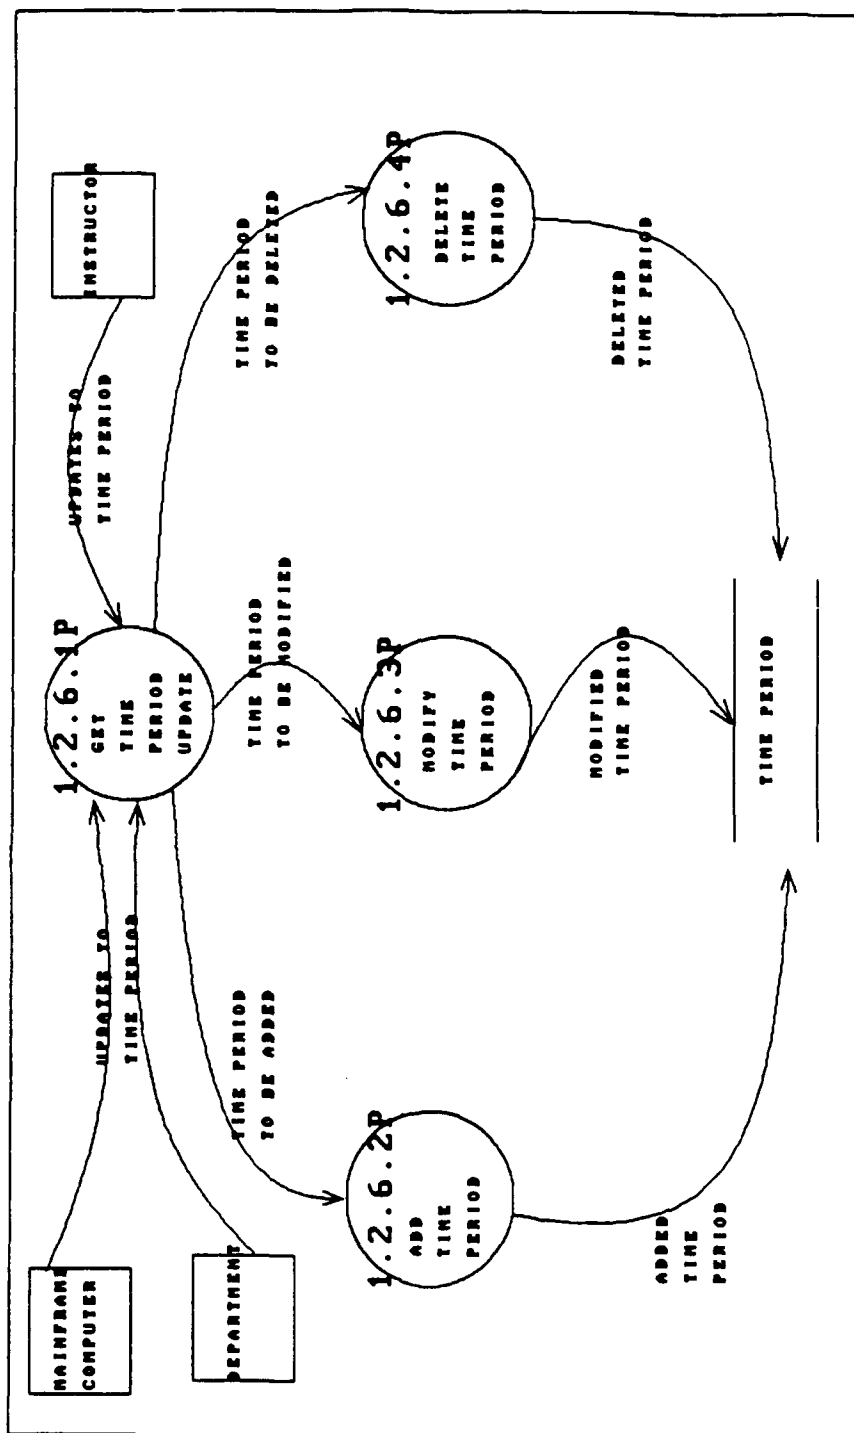 MAINFRAME
COMPUTER
DEPARTMENT
UPDATES TO
TIME PERIOD
1.2.6.1P
GET
TIME
PERIOD
UPDATE
UPDATES TO
TIME PERIOD
INSTRUCTOR
TIME PERIOD
TO BE ADDED
TIME PERIOD
TO BE MODIFIED
TIME PERIOD
TO BE DELETED
1.2.6.2P
ADD
TIME
PERIOD
1.2.6.3P
MODIFY
TIME
PERIOD
1.2.6.4P
DELETE
TIME
PERIOD
ADDED
TIME
PERIOD
MODIFIED
TIME PERIOD
DELETED
TIME PERIOD
TIME PERIOD